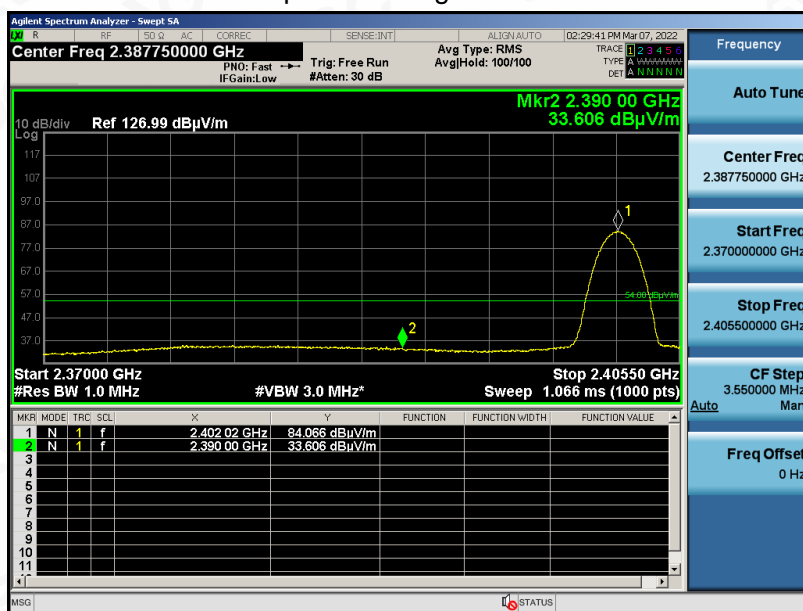 Agilent Spectrum Analyzer - Swept SA
LXI R RF 50 Ω AC CORREC SENSE:INT ALIGN AUTO 02:29:41 PM Mar 07, 2022
Center Freq 2.387750000 GHz
PNO: Fast
IFGain:Low
Trig: Free Run
#Atten: 30 dB
Avg Type: RMS
Avg|Hold: 100/100
TRACE 1 2 3 4 5 6
TYPE A WWWWW
DET A N N N N N
Mkr2 2.390 00 GHz
33.606 dBµV/m
10 dB/div Ref 126.99 dBµV/m
Log
117
107
97.0
87.0
77.0
67.0
57.0
47.0
37.0
1
54.00 dBµV/m
2
Start 2.37000 GHz Stop 2.40550 GHz
#Res BW 1.0 MHz #VBW 3.0 MHz* Sweep 1.066 ms (1000 pts)
MKR MODE TRC SCL X Y FUNCTION FUNCTION WIDTH FUNCTION VALUE
1 N 1 f 2.402 02 GHz 84.066 dBµV/m
2 N 1 f 2.390 00 GHz 33.606 dBµV/m
3
4
5
6
7
8
9
10
11
MSG STATUS
Frequency
Auto Tune
Center Freq
2.387750000 GHz
Start Freq
2.370000000 GHz
Stop Freq
2.405500000 GHz
CF Step
3.550000 MHz
Auto Man
Freq Offset
0 Hz